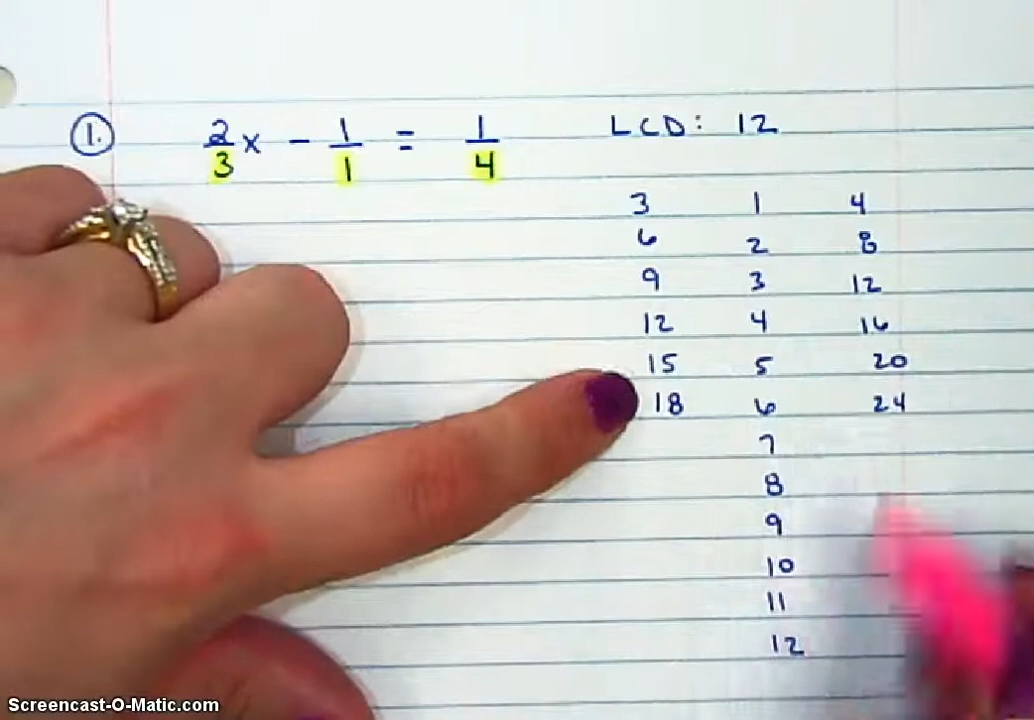 1. 2/3 x - 1/1 = 1/4 LCD: 12
3 1 4
6 2 8
9 3 12
12 4 16
15 5 20
18 6 24
7
8
9
10
11
12
Screencast-O-Matic.com